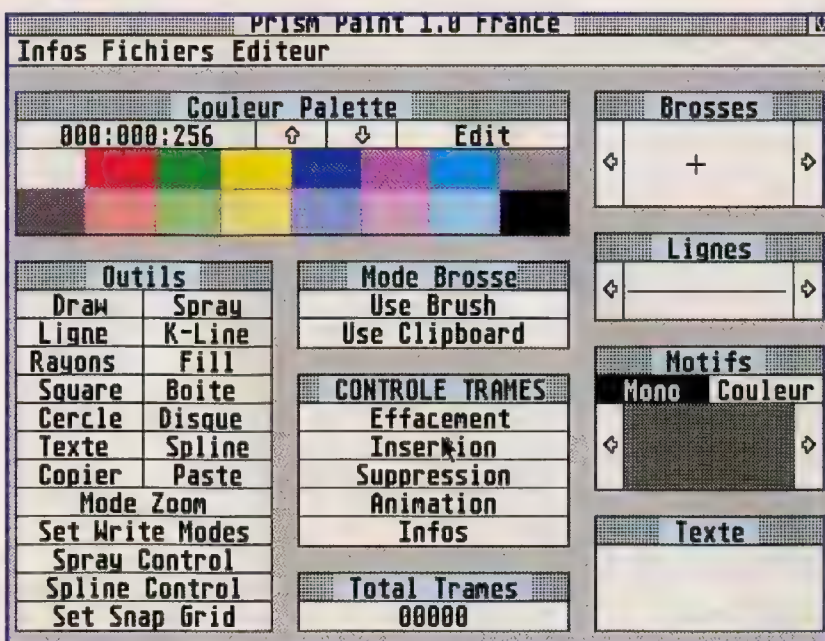 Prism Paint 1.0 France
Infos Fichiers Editeur
Couleur Palette
000:000:256 Edit
Outils
Draw Spray
Ligne K-Line
Rayons Fill
Square Boite
Cercle Disque
Texte Spline
Copier Paste
Mode Zoom
Set Write Modes
Spray Control
Spline Control
Set Snap Grid
Mode Brosse
Use Brush
Use Clipboard
CONTROLE TRAMES
Effacement
Insertion
Suppression
Animation
Infos
Total Trames
00000
Brosses
Lignes
Motifs
Mono Couleur
Texte